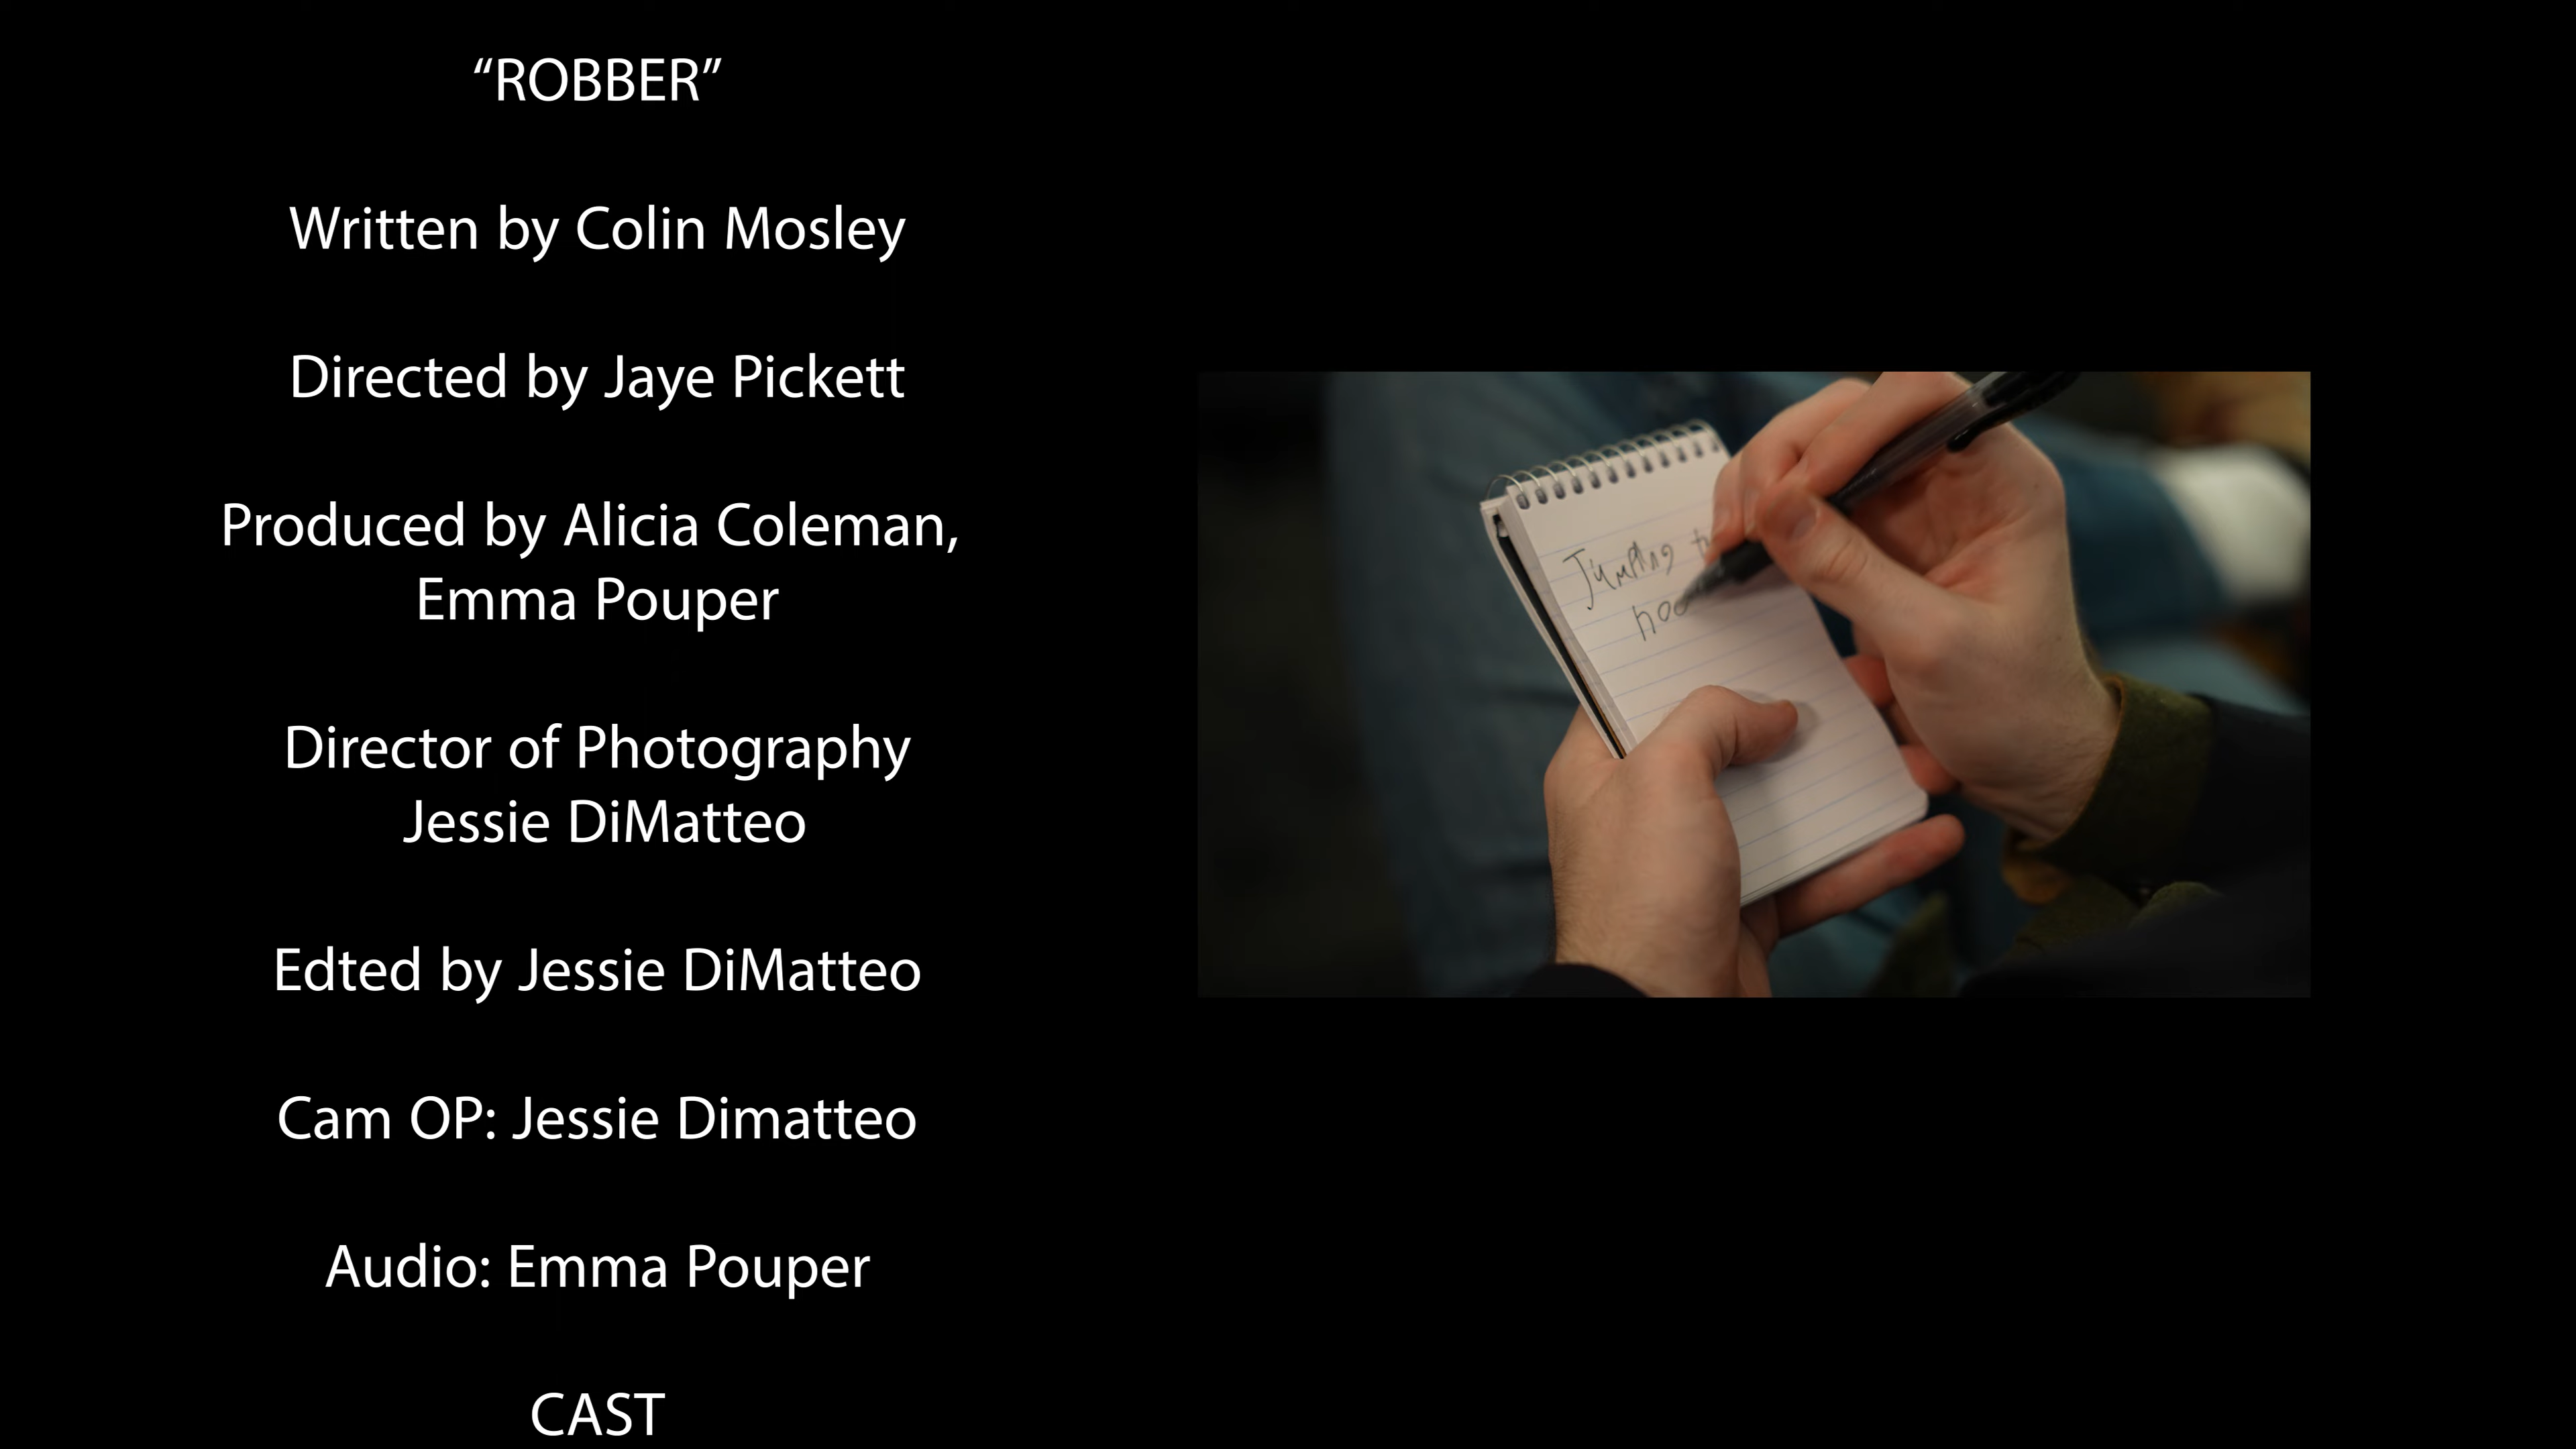 “ROBBER”
Written by Colin Mosley
Directed by Jaye Pickett
Produced by Alicia Coleman,
Emma Pouper
Director of Photography
Jessie DiMatteo
Edted by Jessie DiMatteo
Cam OP: Jessie Dimatteo
Audio: Emma Pouper
CAST
Jumping